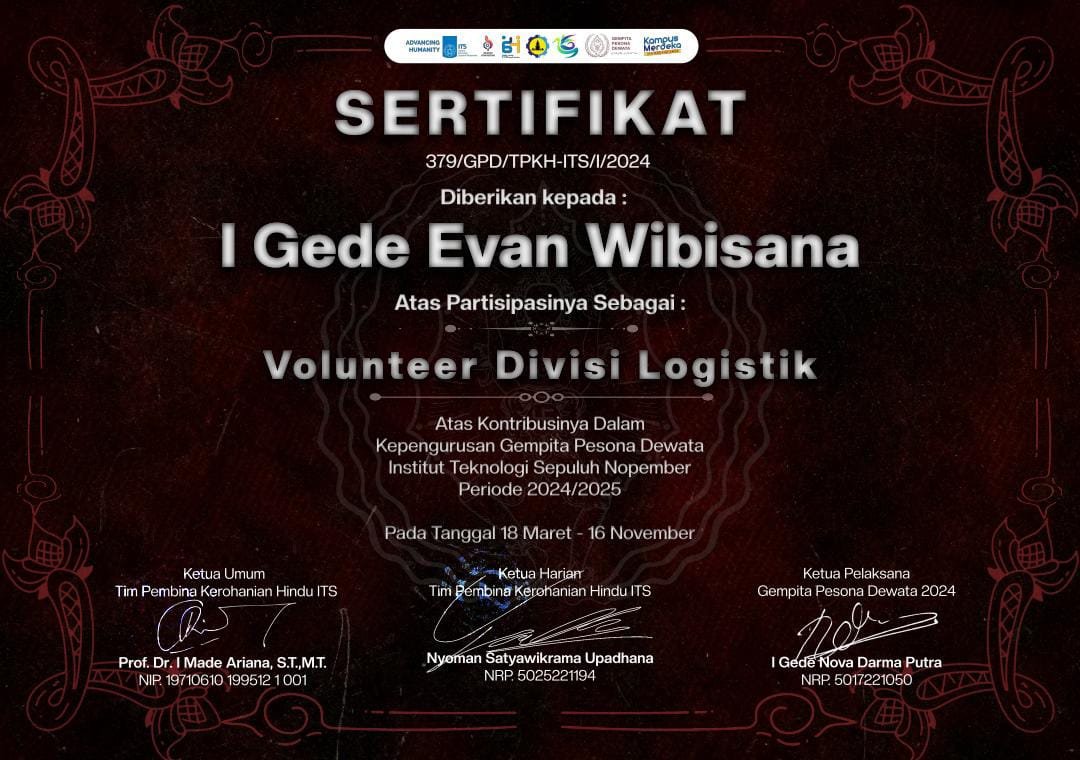 ADVANCING
HUMANITY
ITS
GEMPITA
PESONA
DEWATA
Kampus
Merdeka
SERTIFIKAT
379/GPD/TPKH-ITS/I/2024
Diberikan kepada :
I Gede Evan Wibisana
Atas Partisipasinya Sebagai :
Volunteer Divisi Logistik
Atas Kontribusinya Dalam
Kepengurusan Gempita Pesona Dewata
Institut Teknologi Sepuluh Nopember
Periode 2024/2025
Pada Tanggal 18 Maret - 16 November
Ketua Umum
Tim Pembina Kerohanian Hindu ITS
Prof. Dr. I Made Ariana, S.T.,M.T.
NIP. 19710610 199512 1 001
Ketua Harian
Tim Pembina Kerohanian Hindu ITS
Nyoman Satyawikrama Upadhana
NRP. 5025221194
Ketua Pelaksana
Gempita Pesona Dewata 2024
I Gede Nova Darma Putra
NRP. 5017221050